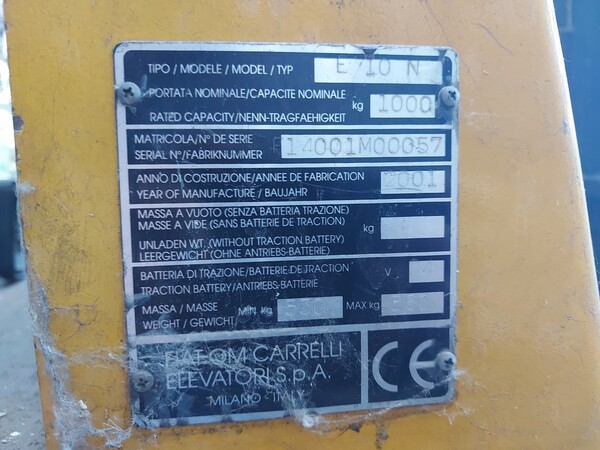 TIPO / MODELE / MODEL / TYP E 10 N
PORTATA NOMINALE/CAPACITE NOMINALE
RATED CAPACITY/NENN-TRAGFAEHIGKEIT kg 1000
MATRICOLA/Nº DE SERIE
SERIAL Nº/FABRIKNUMMER 14001M00057
ANNO DI COSTRUZIONE/ANNEE DE FABRICATION
YEAR OF MANUFACTURE / BAUJAHR 2001
MASSA A VUOTO (SENZA BATTERIA TRAZIONE)
MASSE A VIDE (SANS BATTERIE DE TRACTION)
kg
UNLADEN WT. (WITHOUT TRACTION BATTERY)
LEERGEWICHT (OHNE ANTRIEBS-BATTERIE)
BATTERIA DI TRAZIONE/BATTERIE DE TRACTION V.
TRACTION BATTERY/ANTRIEBS-BATTERIE
MASSA / MASSE
WEIGHT / GEWICHT MIN kg MAX kg
FIAT-OM CARRELLI
ELEVATORI S.p.A.
MILANO - ITALY
CE